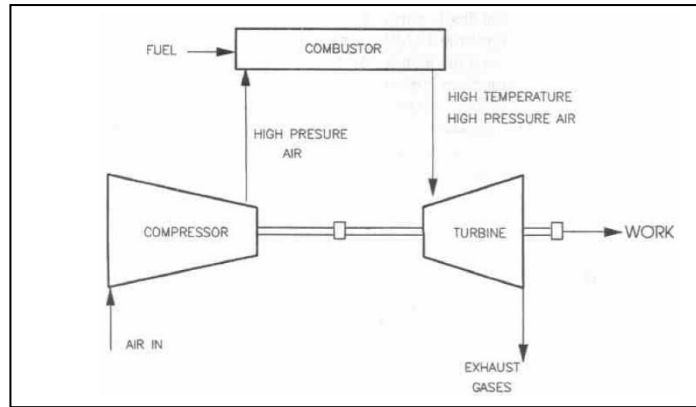 FUEL
COMBUSTOR
HIGH TEMPERATURE
HIGH PRESSURE AIR
HIGH PRESURE
AIR
COMPRESSOR
TURBINE
WORK
AIR IN
EXHAUST
GASES